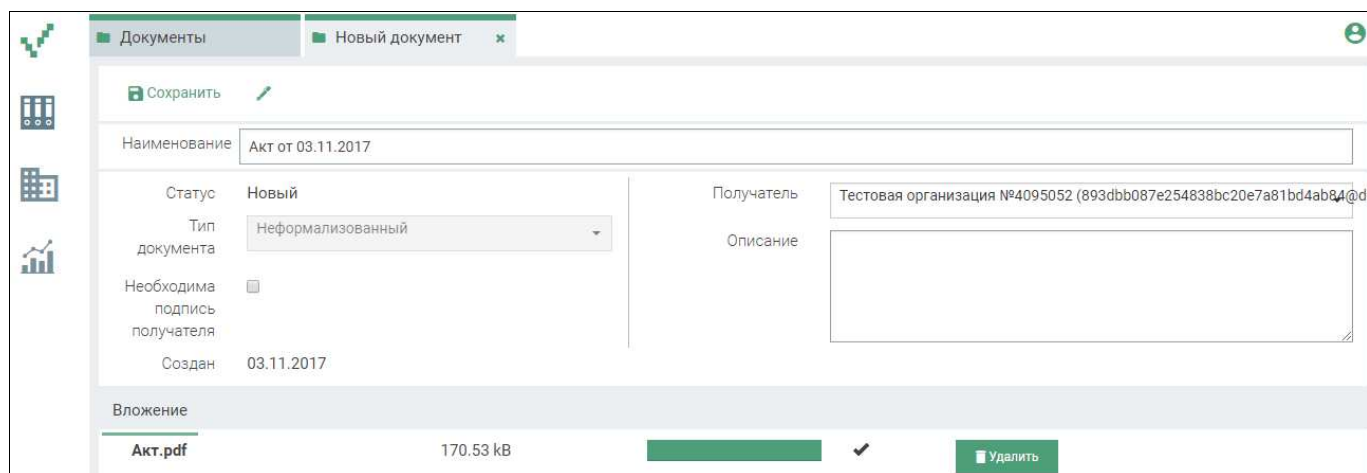 Документы
Новый документ
Сохранить
Наименование
Акт от 03.11.2017
Статус
Новый
Тип
документа
Неформализованный
Необходима
подпись
получателя
Создан
03.11.2017
Получатель
Тестовая организация №4095052 (893dbb087e254838bc20e7a81bd4ab84@d
Описание
Вложение
Акт.pdf
170.53 kB
Удалить